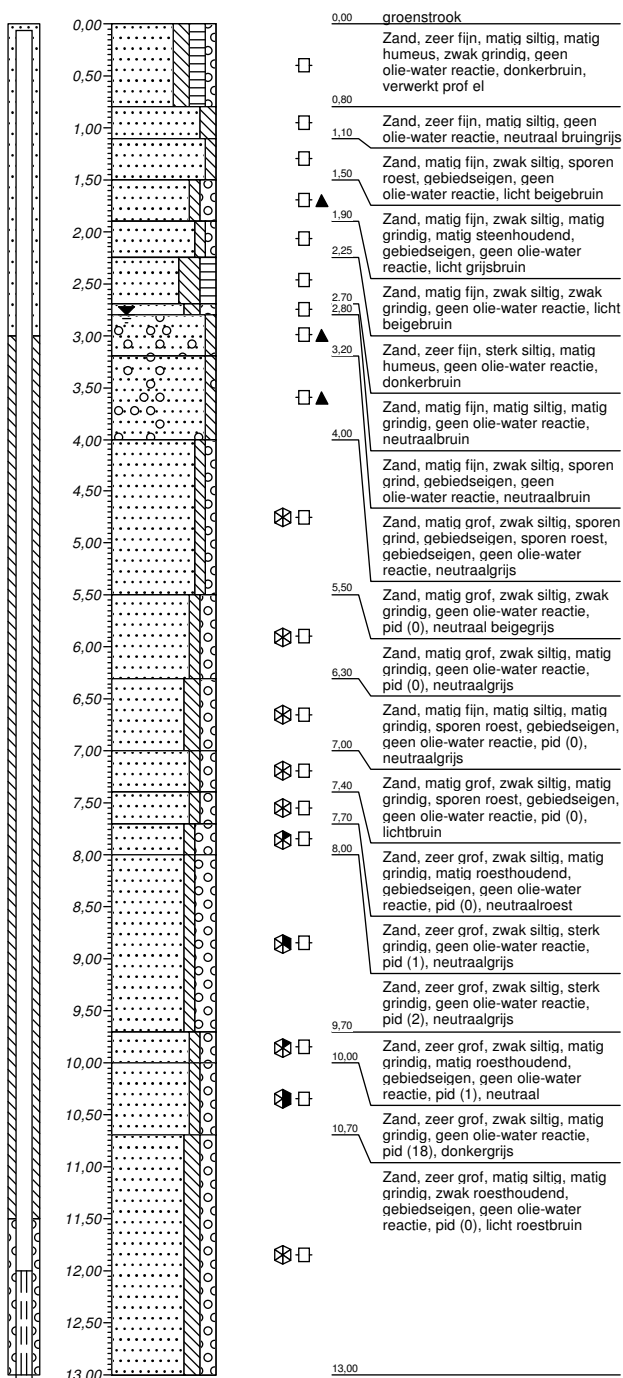 0,00
0,50
1,00
1,50
2,00
2,50
3,00
3,50
4,00
4,50
5,00
5,50
6,00
6,50
7,00
7,50
8,00
8,50
9,00
9,50
10,00
10,50
11,00
11,50
12,00
12,50
13,00
0,00
groenstrook
Zand, zeer fijn, matig siltig, matig
humeus, zwak grindig, geen
olie-water reactie, donkerbruin,
verwerkt prof el
0,80
Zand, zeer fijn, matig siltig, geen
olie-water reactie, neutraal bruingrijs
1,10
Zand, matig fijn, zwak siltig, sporen
roest, gebiedseigen, geen
olie-water reactie, licht beigebruin
1,50
Zand, matig fijn, zwak siltig, matig
grindig, matig steenhoudend,
gebiedseigen, geen olie-water
reactie, licht grijsbruin
1,90
Zand, matig fijn, zwak siltig, zwak
grindig, geen olie-water reactie, licht
beigebruin
2,25
Zand, zeer fijn, sterk siltig, matig
humeus, geen olie-water reactie,
donkerbruin
2,70
Zand, matig fijn, matig siltig, matig
grindig, geen olie-water reactie,
neutraalbruin
2,80
Zand, matig fijn, zwak siltig, sporen
grind, gebiedseigen, geen
olie-water reactie, neutraalbruin
3,20
Zand, matig grof, zwak siltig, sporen
grind, gebiedseigen, sporen roest,
gebiedseigen, geen olie-water
reactie, neutraalgrijs
4,00
Zand, matig grof, zwak siltig, zwak
grindig, geen olie-water reactie,
pid (0), neutraal beigegrijs
5,50
Zand, matig grof, zwak siltig, matig
grindig, geen olie-water reactie,
pid (0), neutraalgrijs
6,30
Zand, matig fijn, matig siltig, matig
grindig, sporen roest, gebiedseigen,
geen olie-water reactie, pid (0),
neutraalgrijs
7,00
Zand, matig grof, zwak siltig, matig
grindig, sporen roest, gebiedseigen,
geen olie-water reactie, pid (0),
lichtbruin
7,40
Zand, zeer grof, zwak siltig, matig
grindig, matig roesthoudend,
gebiedseigen, geen olie-water
reactie, pid (0), neutraalroest
7,70
Zand, zeer grof, zwak siltig, sterk
grindig, geen olie-water reactie,
pid (1), neutraalgrijs
8,00
Zand, zeer grof, zwak siltig, sterk
grindig, geen olie-water reactie,
pid (2), neutraalgrijs
9,70
Zand, zeer grof, zwak siltig, matig
grindig, matig roesthoudend,
gebiedseigen, geen olie-water
reactie, pid (1), neutraal
10,00
Zand, zeer grof, zwak siltig, matig
grindig, geen olie-water reactie,
pid (18), donkergrijs
10,70
Zand, zeer grof, matig siltig, matig
grindig, zwak roesthoudend,
gebiedseigen, geen olie-water
reactie, pid (0), licht roestbruin
13,00